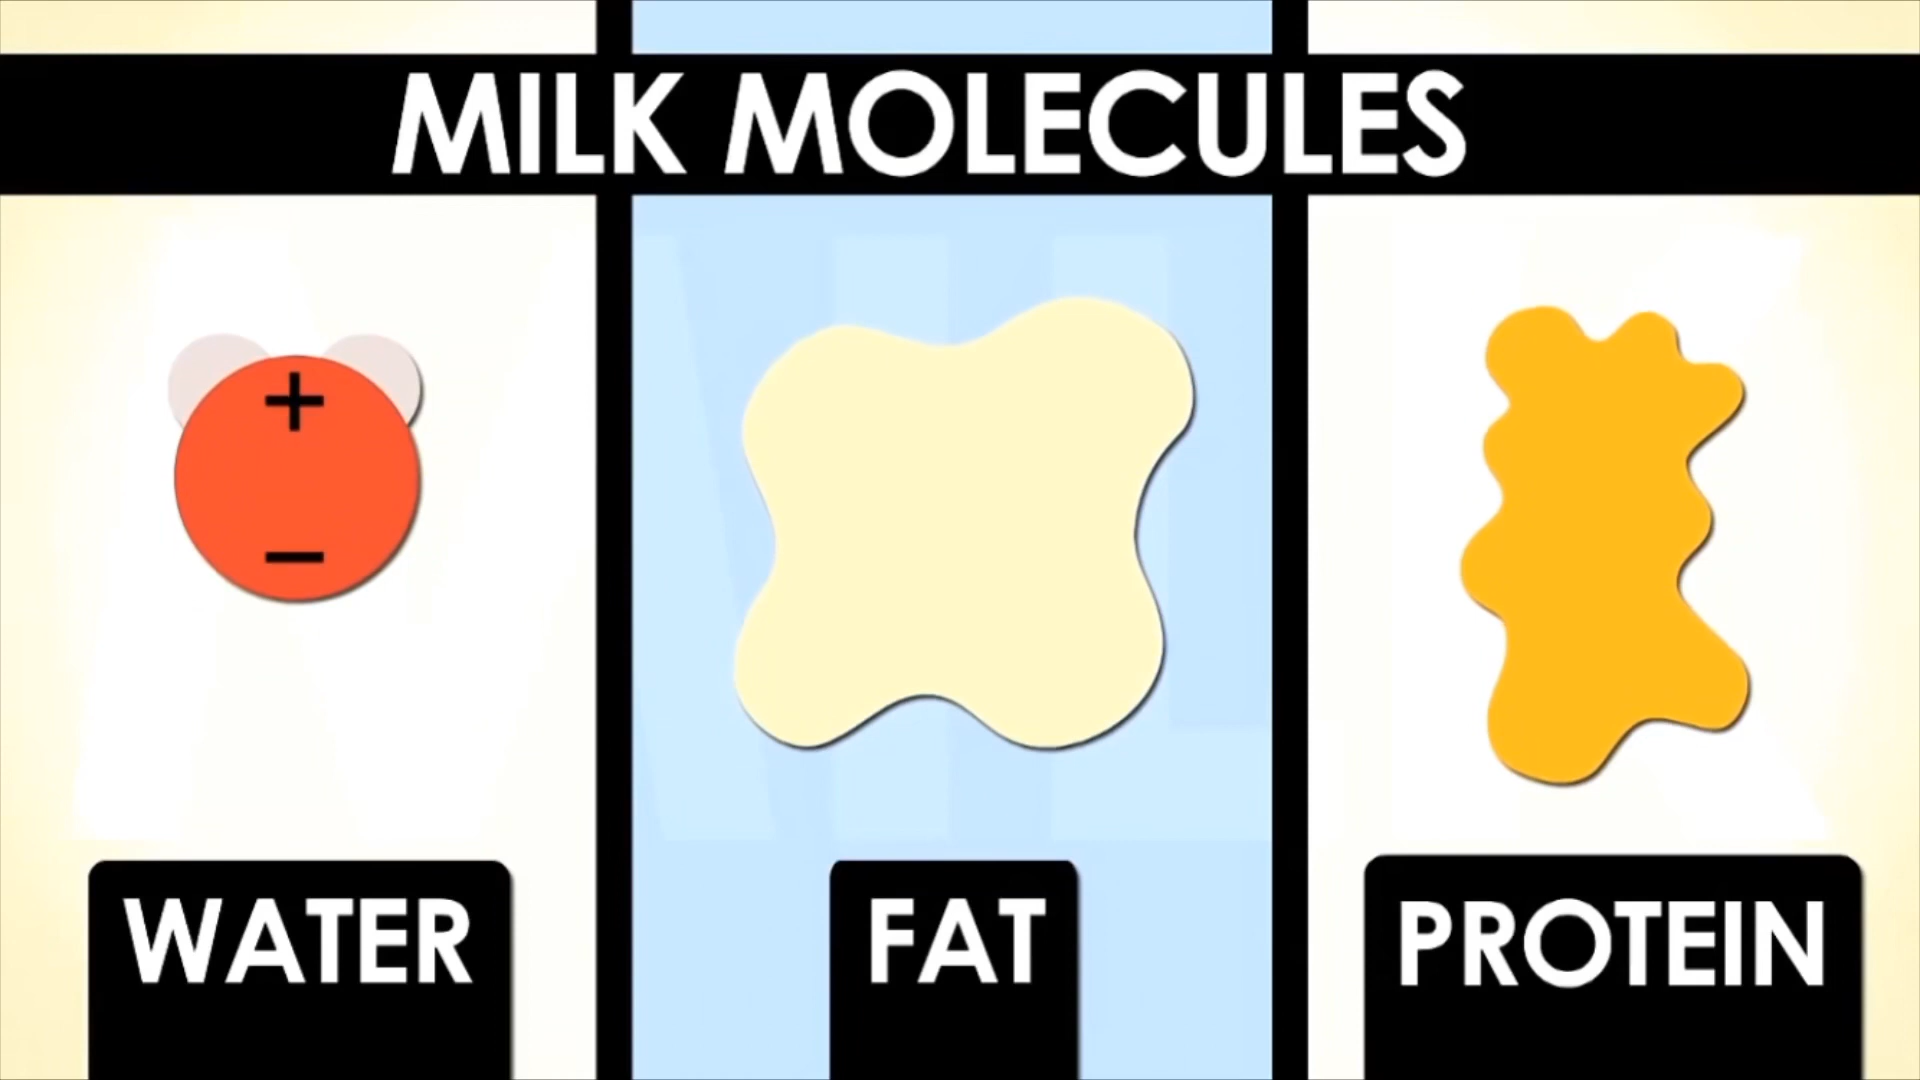 MILK MOLECULES
+
−
WATER
FAT
PROTEIN